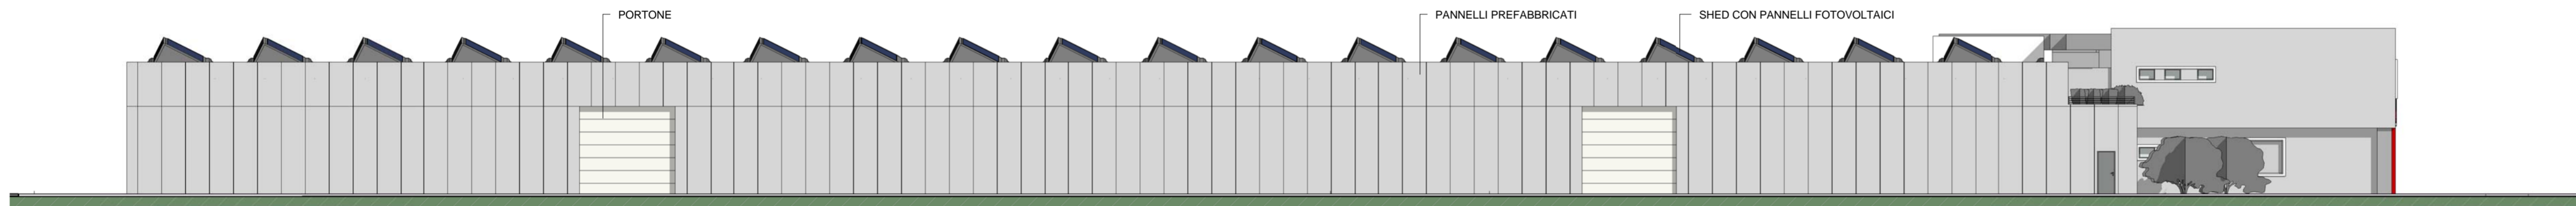 PORTONE
PANNELLI PREFABBRICATI
SHED CON PANNELLI FOTOVOLTAICI